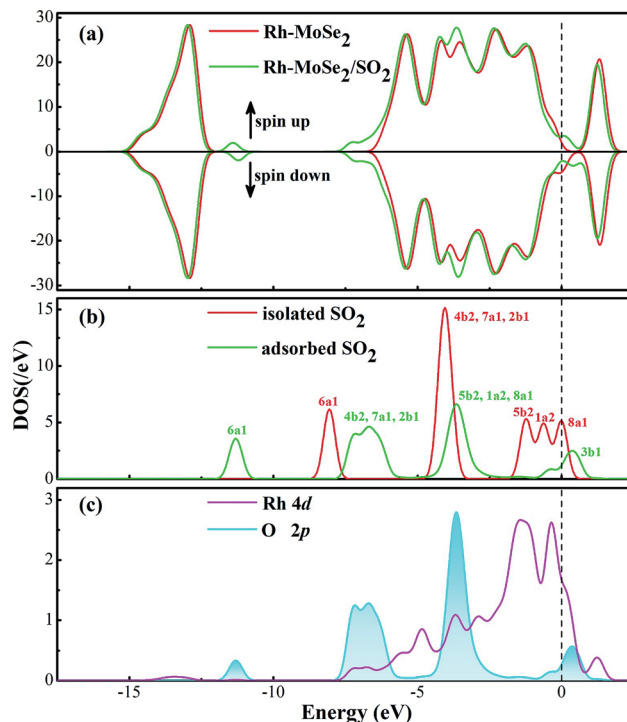 30
(a)
Rh-MoSe₂
Rh-MoSe₂/SO₂
20
10
spin up
0
spin down
-10
-20
-30
15
(b)
isolated SO₂
adsorbed SO₂
4b2, 7a1, 2b1
10
6a1
4b2, 7a1, 2b1
5b2, 1a2, 8a1
5b2
1a2
8a1
6a1
5
3b1
0
DOS(/eV)
3
(c)
Rh 4d
O 2p
2
1
0
-15
-10
-5
0
Energy (eV)